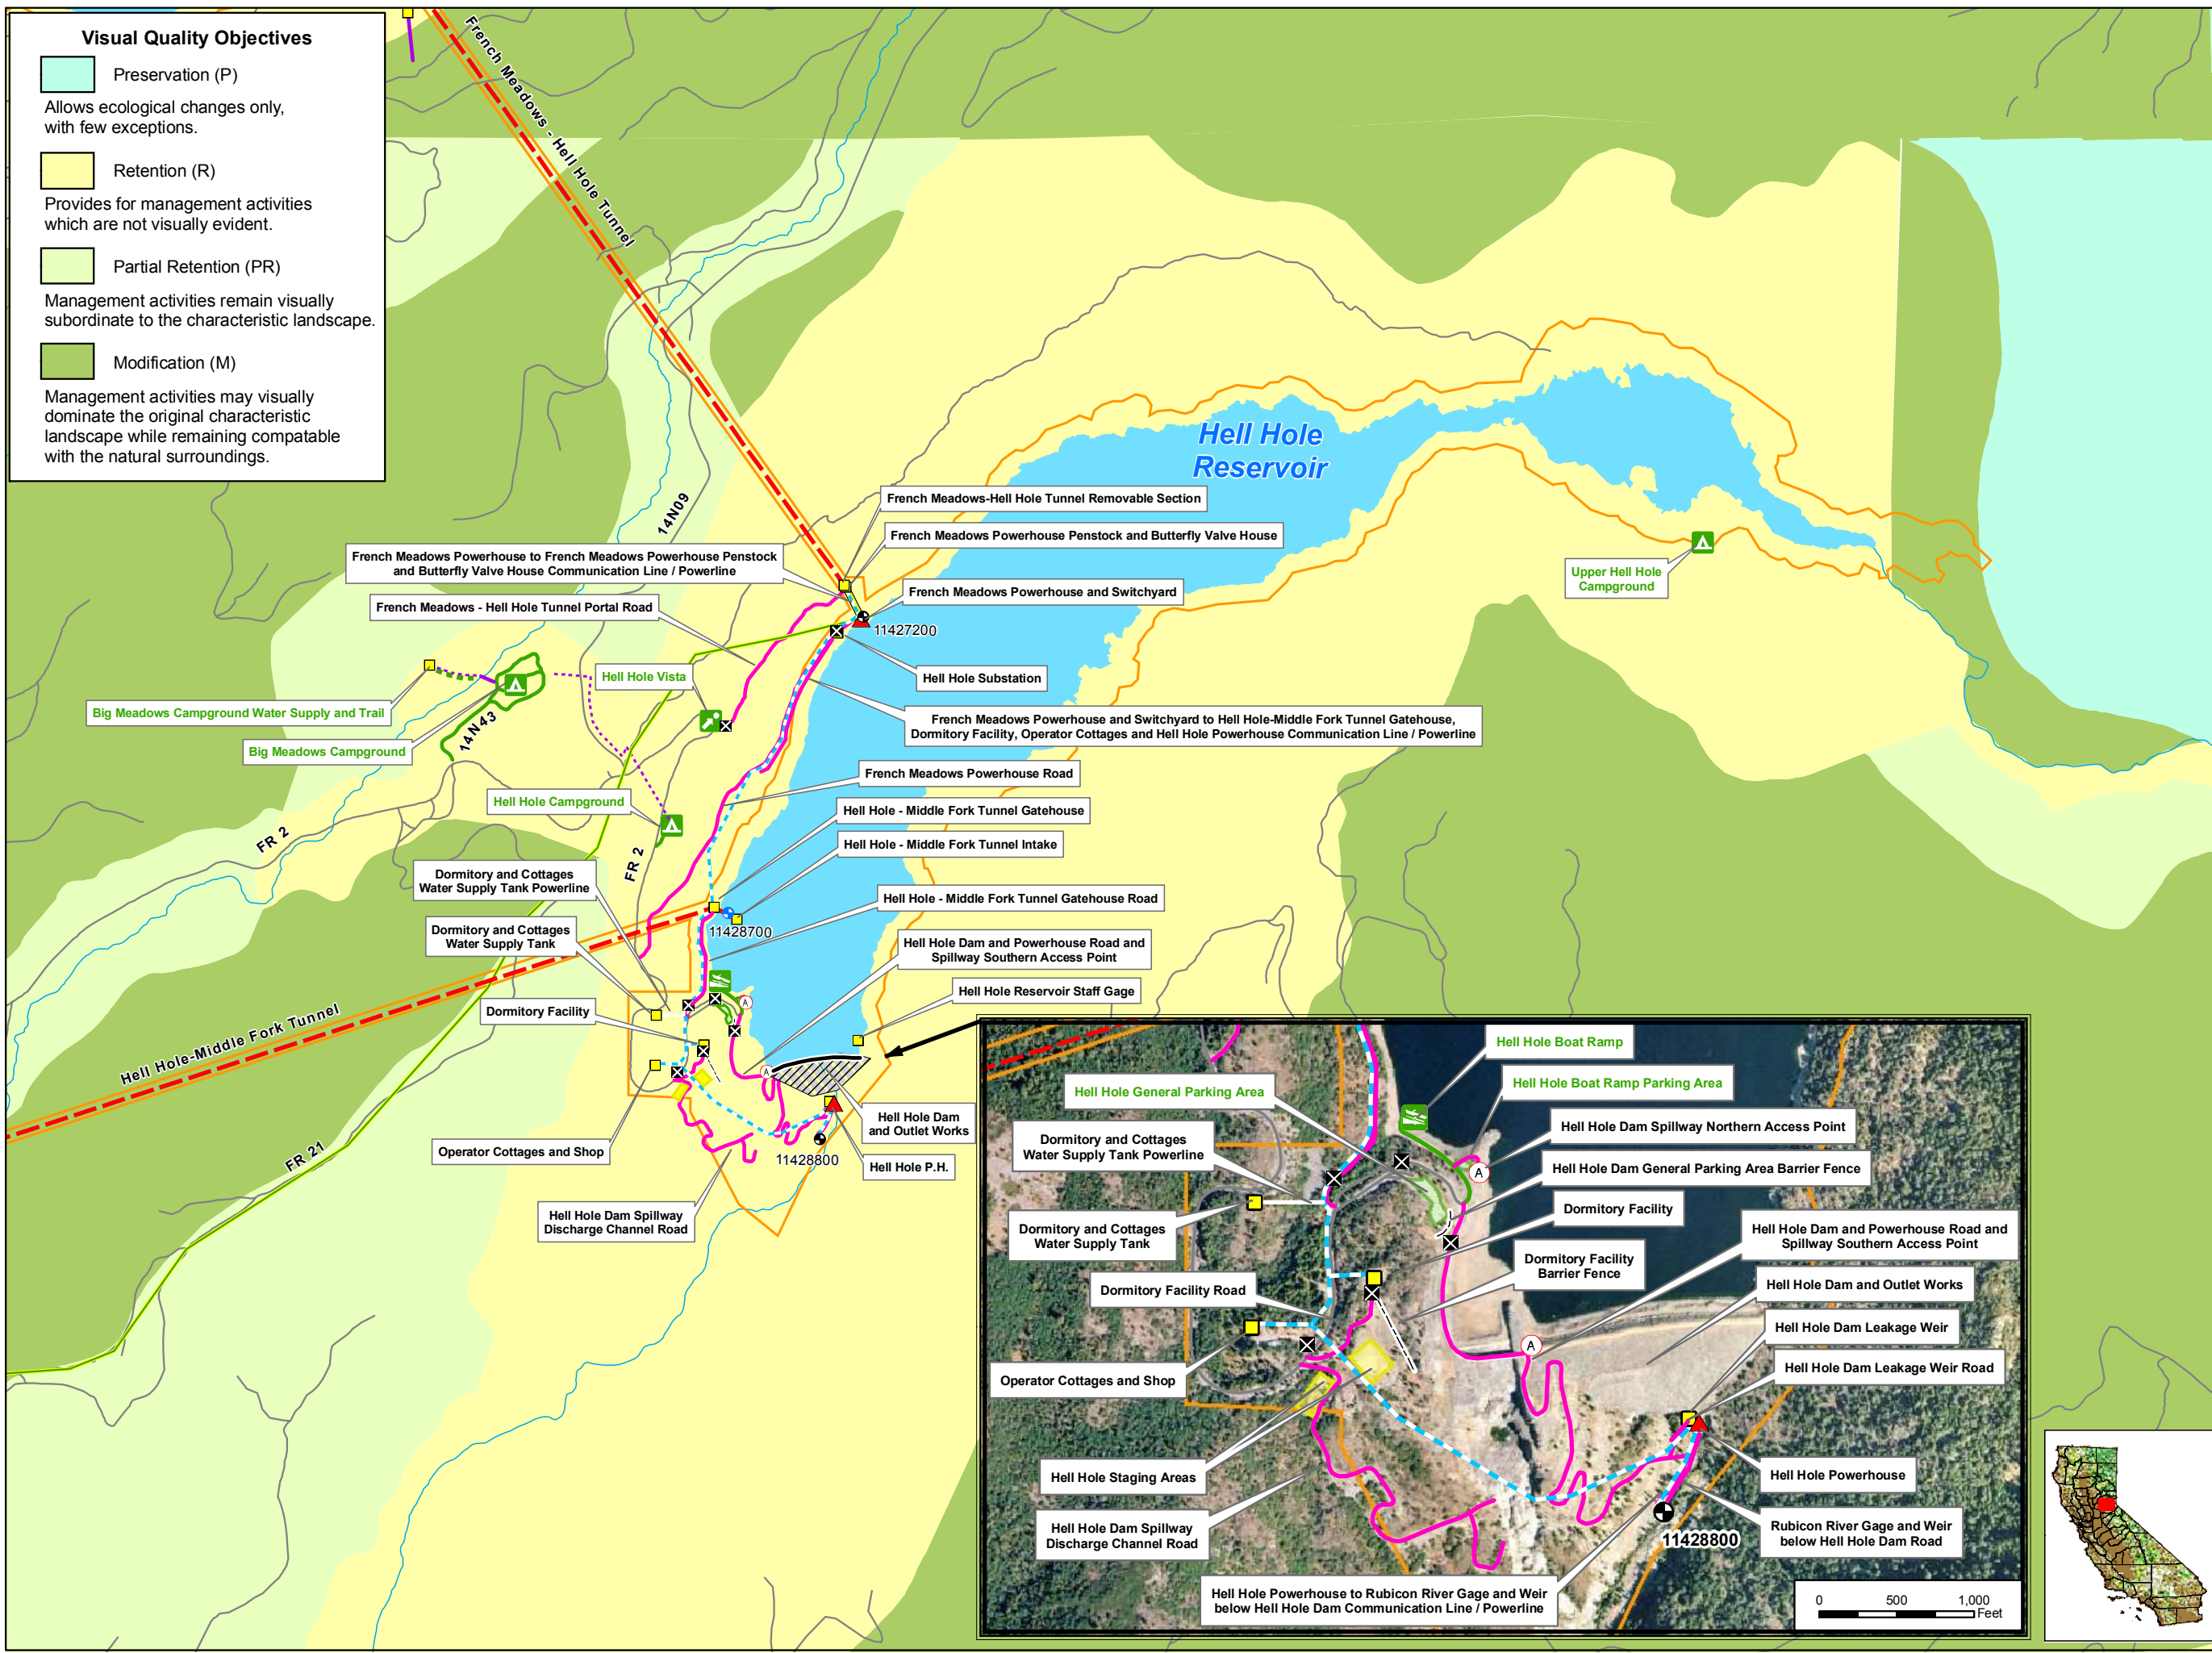 Visual Quality Objectives
Preservation (P)
Allows ecological changes only,
with few exceptions.
Retention (R)
Provides for management activities
which are not visually evident.
Partial Retention (PR)
Management activities remain visually
subordinate to the characteristic landscape.
Modification (M)
Management activities may visually
dominate the original characteristic
landscape while remaining compatable
with the natural surroundings.
French Meadows - Hell Hole Tunnel
Hell Hole
Reservoir
14N09
French Meadows-Hell Hole Tunnel Removable Section
French Meadows Powerhouse Penstock and Butterfly Valve House
French Meadows Powerhouse to French Meadows Powerhouse Penstock
and Butterfly Valve House Communication Line / Powerline
French Meadows Powerhouse and Switchyard
French Meadows - Hell Hole Tunnel Portal Road
11427200
Upper Hell Hole
Campground
Hell Hole Vista
Hell Hole Substation
Big Meadows Campground Water Supply and Trail
14N43
Big Meadows Campground
French Meadows Powerhouse and Switchyard to Hell Hole-Middle Fork Tunnel Gatehouse,
Dormitory Facility, Operator Cottages and Hell Hole Powerhouse Communication Line / Powerline
French Meadows Powerhouse Road
Hell Hole Campground
Hell Hole - Middle Fork Tunnel Gatehouse
FR 2
Hell Hole - Middle Fork Tunnel Intake
FR 2
Dormitory and Cottages
Water Supply Tank Powerline
Hell Hole - Middle Fork Tunnel Gatehouse Road
Dormitory and Cottages
Water Supply Tank
11428700
Hell Hole Dam and Powerhouse Road and
Spillway Southern Access Point
Hell Hole Reservoir Staff Gage
A
Dormitory Facility
Hell Hole-Middle Fork Tunnel
A
Hell Hole Dam
and Outlet Works
Operator Cottages and Shop
FR 21
11428800
Hell Hole P.H.
Hell Hole Dam Spillway
Discharge Channel Road
Hell Hole Boat Ramp
Hell Hole General Parking Area
Hell Hole Boat Ramp Parking Area
Hell Hole Dam Spillway Northern Access Point
Dormitory and Cottages
Water Supply Tank Powerline
A
Hell Hole Dam General Parking Area Barrier Fence
Dormitory Facility
Dormitory and Cottages
Water Supply Tank
Hell Hole Dam and Powerhouse Road and
Spillway Southern Access Point
Dormitory Facility
Barrier Fence
Dormitory Facility Road
Hell Hole Dam and Outlet Works
Hell Hole Dam Leakage Weir
A
Hell Hole Dam Leakage Weir Road
Operator Cottages and Shop
Hell Hole Staging Areas
Hell Hole Powerhouse
Hell Hole Dam Spillway
Discharge Channel Road
11428800
Rubicon River Gage and Weir
below Hell Hole Dam Road
Hell Hole Powerhouse to Rubicon River Gage and Weir
below Hell Hole Dam Communication Line / Powerline
0 500 1,000
Feet